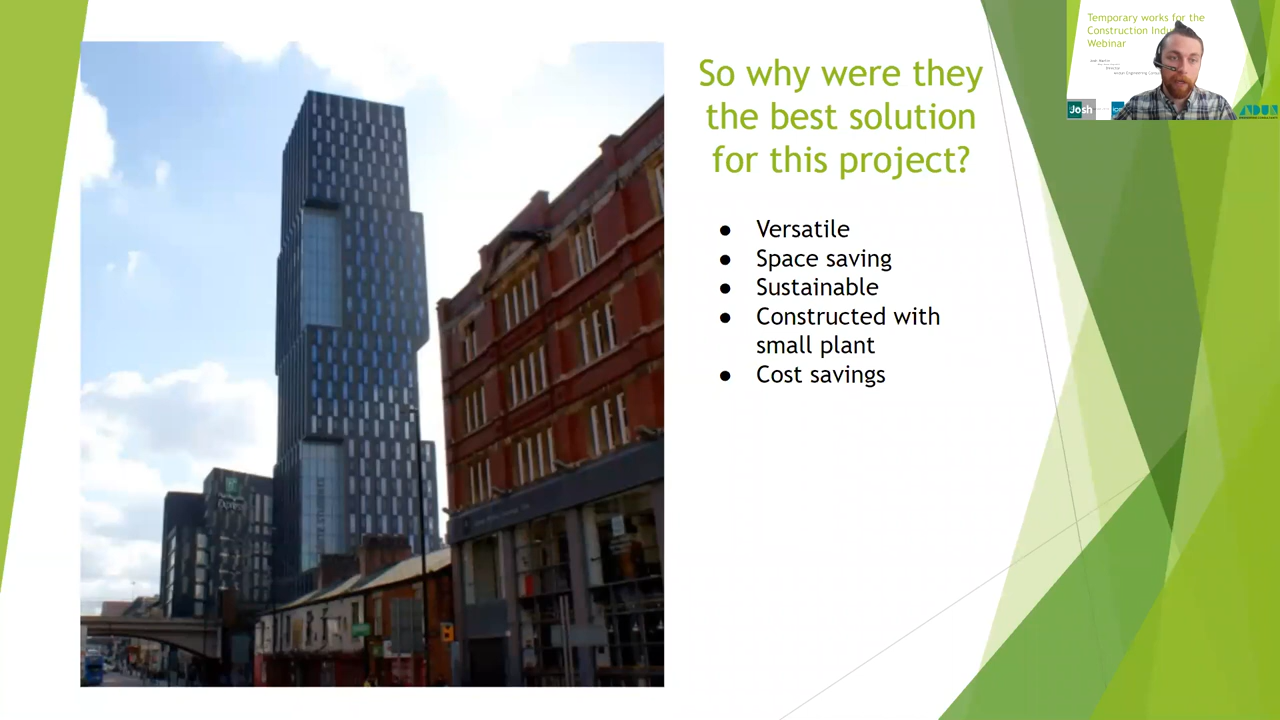 So why were they
the best solution
for this project?
● Versatile
● Space saving
● Sustainable
● Constructed with
small plant
● Cost savings
Temporary works for the
Construction Indu
Webinar
Josh